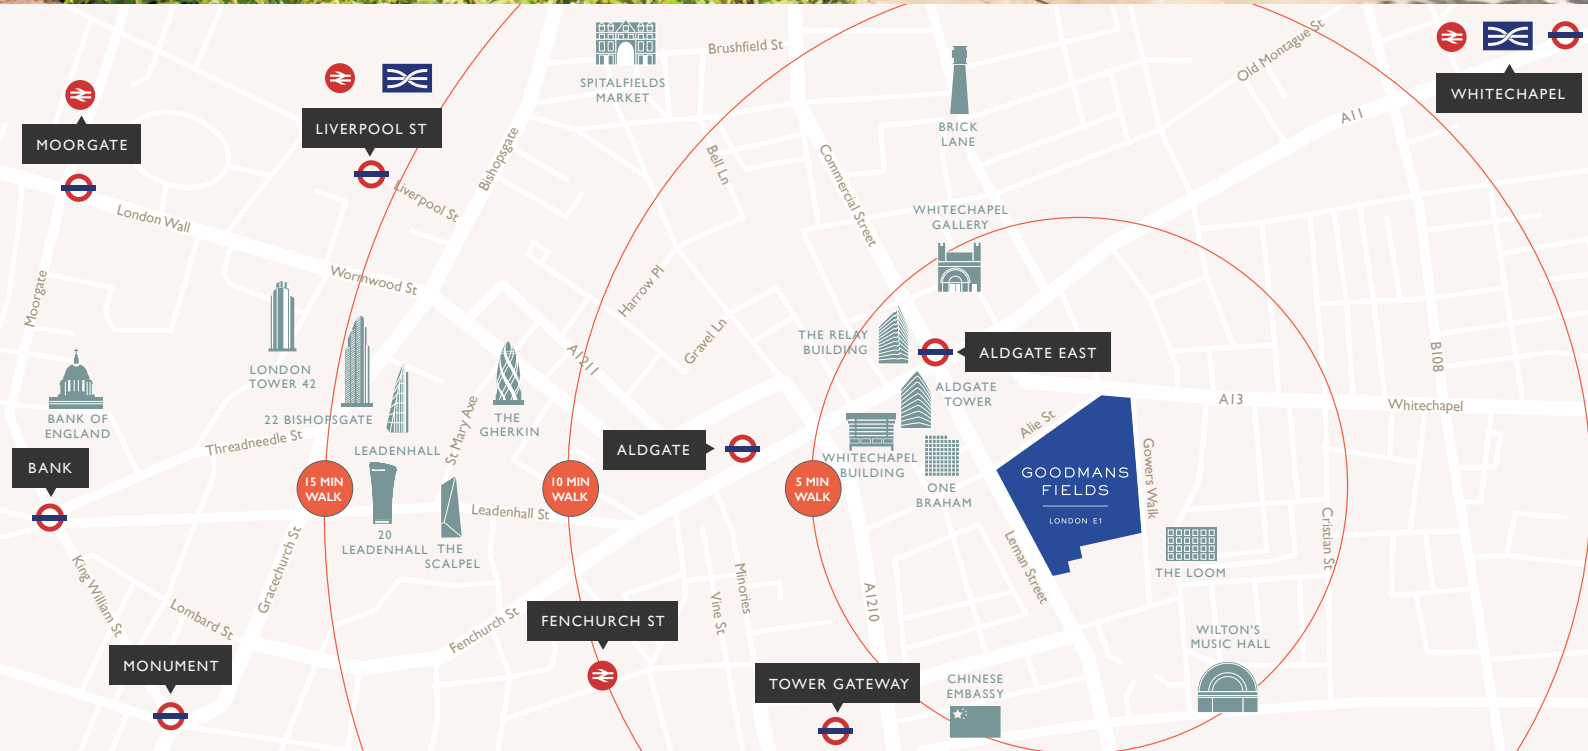 Brushfield St
Old Montague St
SPITALFIELDS
MARKET
WHITECHAPEL
A11
LIVERPOOL ST
MOORGATE
BRICK
LANE
Bishopsgate
Bell Ln
Commercial Street
Liverpool St
London Wall
WHITECHAPEL
GALLERY
Moorgate
Wormwood St
Harrow Pl
Gravel Ln
THE RELAY
BUILDING
ALDGATE EAST
A1211
B108
LONDON
TOWER 42
ALDGATE
TOWER
A13
Whitechapel
22 BISHOPSGATE
THE
GHERKIN
BANK OF
ENGLAND
Threadneedle St
St Mary Axe
Alie St
LEADENHALL
ALDGATE
WHITECHAPEL
BUILDING
Gowers Walk
BANK
GOODMANS
FIELDS
LONDON E1
15 MIN
WALK
10 MIN
WALK
5 MIN
WALK
ONE
BRAHAM
Leadenhall St
20
LEADENHALL
THE
SCALPEL
Gracechurch St
Leman Street
Cristian St
THE LOOM
King William St
Lombard St
Fenchurch St
FENCHURCH ST
Vine St
Minories
A1210
WILTON'S
MUSIC HALL
MONUMENT
TOWER GATEWAY
CHINESE
EMBASSY